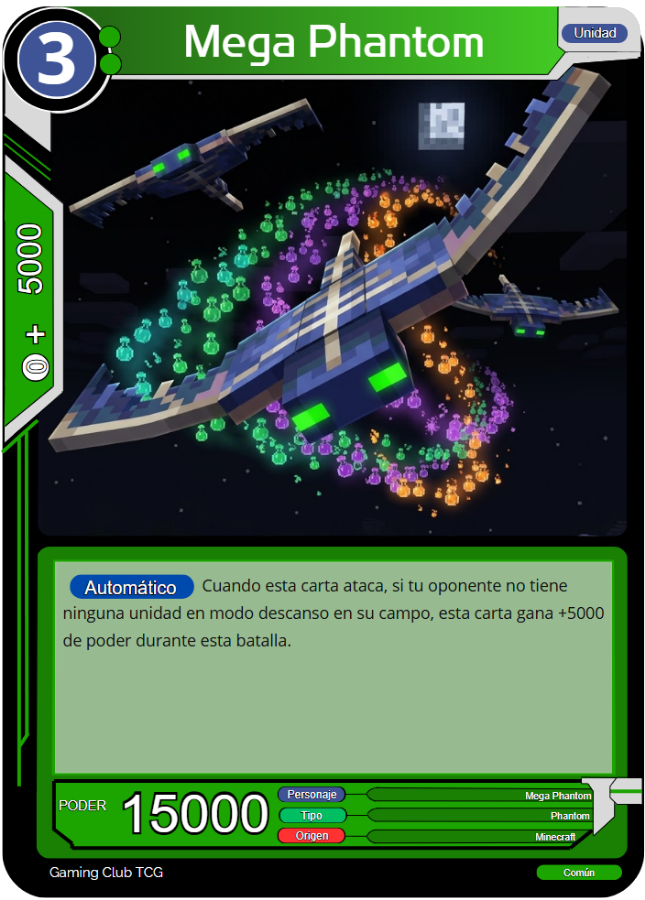 3
Mega Phantom
Unidad
0 + 5000
Automático Cuando esta carta ataca, si tu oponente no tiene
ninguna unidad en modo descanso en su campo, esta carta gana +5000
de poder durante esta batalla.
PODER 15000
Personaje Mega Phantom
Tipo Phantom
Origen Minecraft
Gaming Club TCG
Común